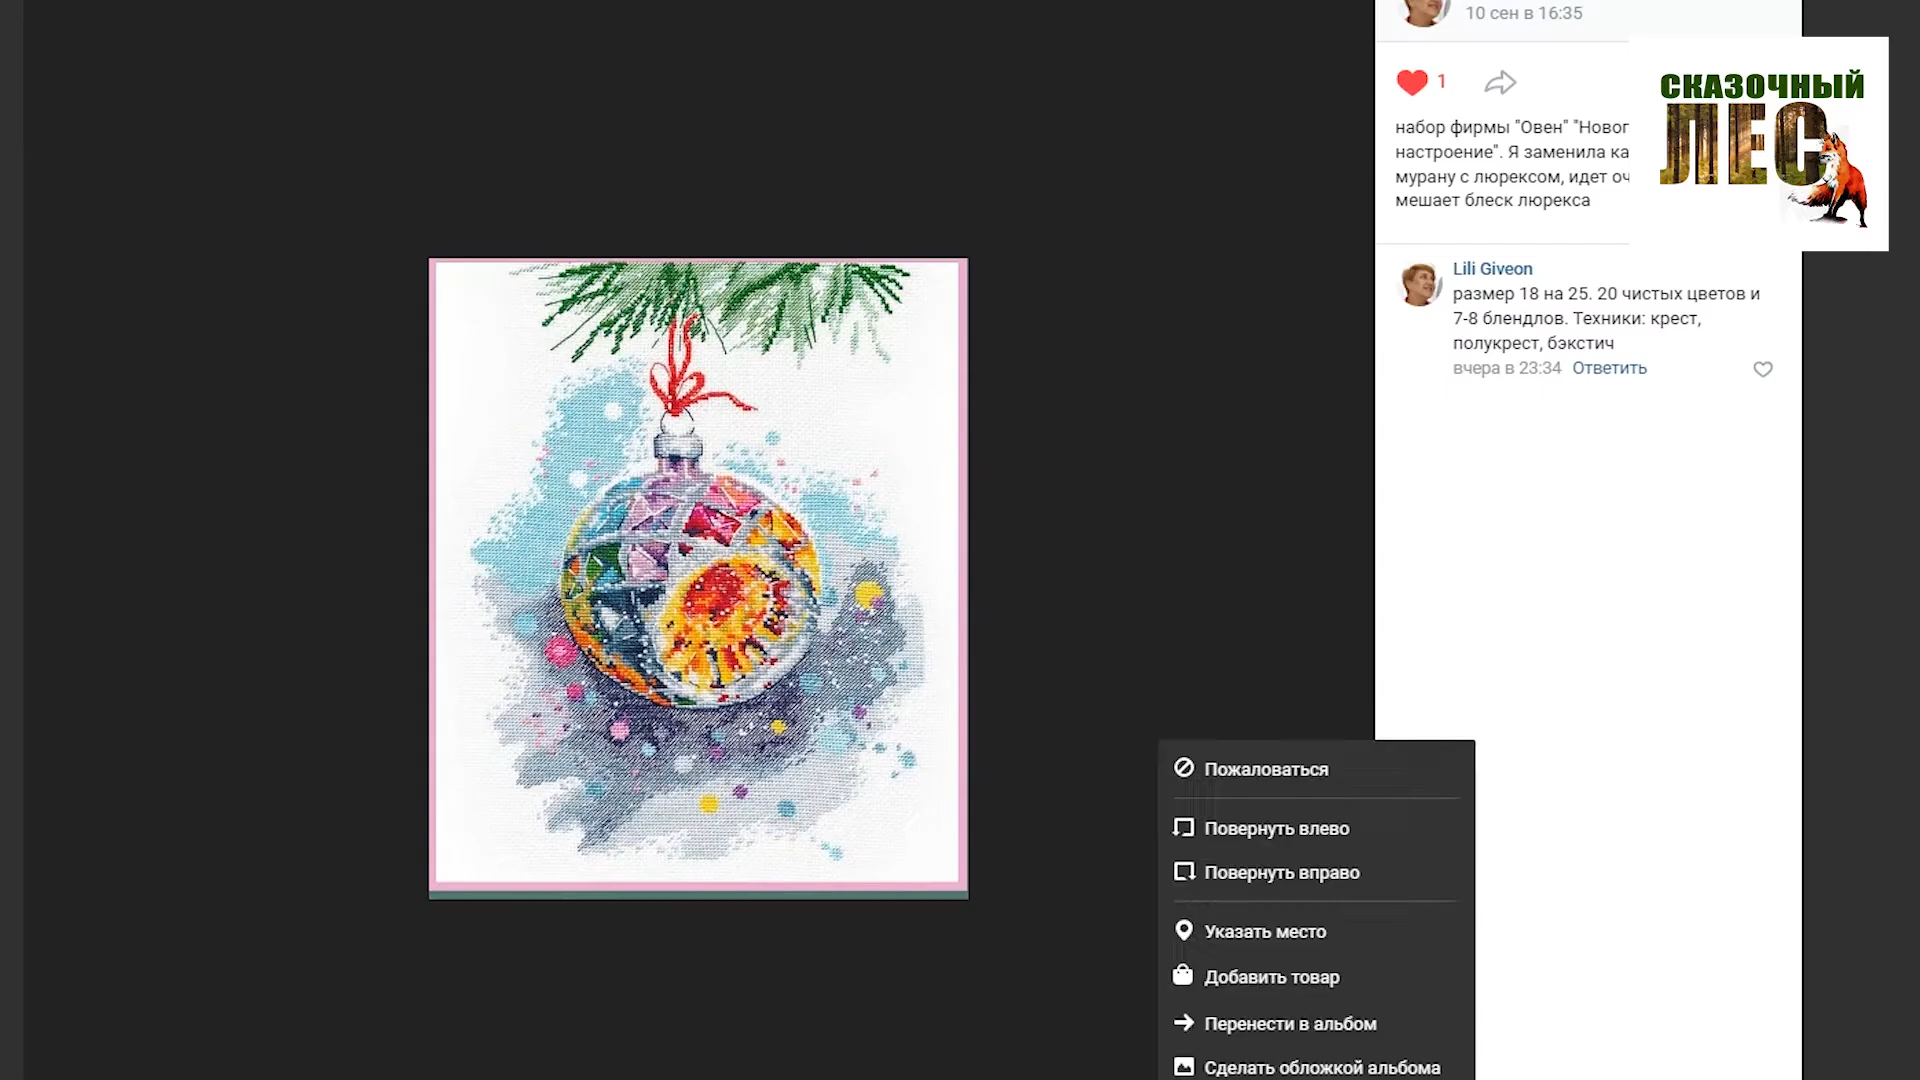 10 сен в 16:35
СКАЗОЧНЫЙ
ЛЕС
1
набор фирмы "Овен" "Новог
настроение". Я заменила ка
мурану с люрексом, идет оч
мешает блеск люрекса
Lili Giveon
размер 18 на 25. 20 чистых цветов и
7-8 блендлов. Техники: крест,
полукрест, бэкстич
вчера в 23:34 Ответить
Пожаловаться
Повернуть влево
Повернуть вправо
Указать место
Добавить товар
Перенести в альбом
Сделать обложкой альбома